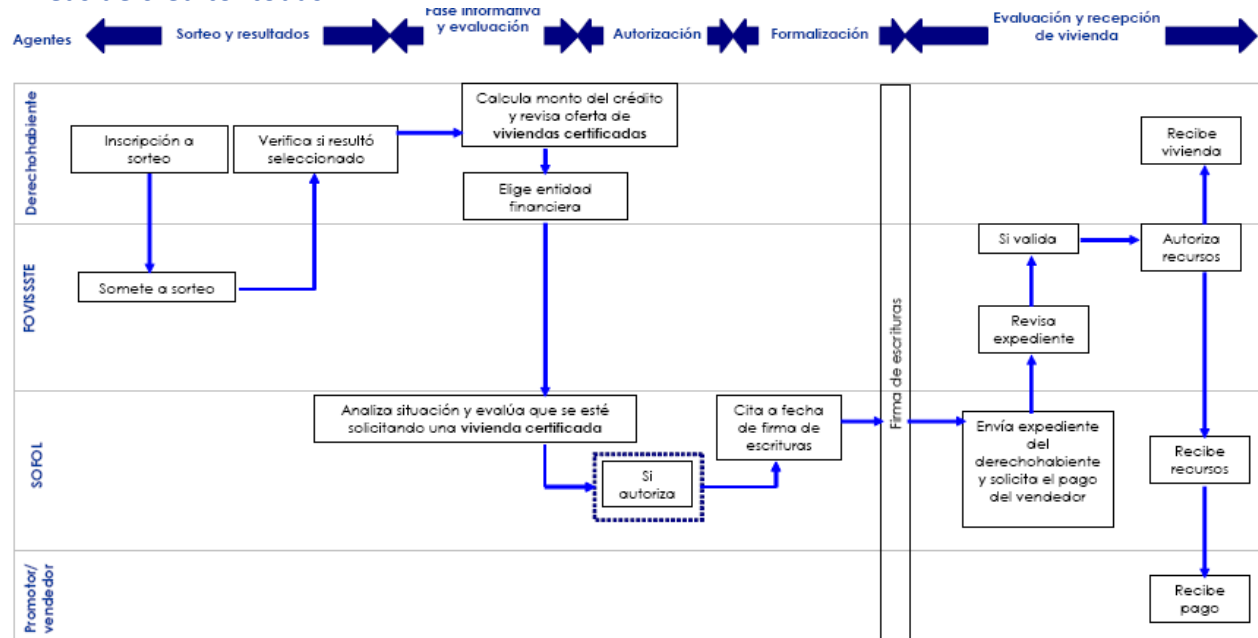 Agentes
Sorteo y resultados
Fase informativa
y evaluación
Autorización
Formalización
Evaluación y recepción
de vivienda
Derechohabiente
Inscripción a
sorteo
Verifica si resultó
seleccionado
Calcula monto del crédito
y revisa oferta de
viviendas certificadas
Elige entidad
financiera
Recibe
vivienda
FOVISSSTE
Somete a sorteo
Si valida
Autoriza
recursos
Revisa
expediente
Firma de escrituras
SOFOL
Analiza situación y evalúa que se esté
solicitando una vivienda certificada
Si
autoriza
Cita a fecha
de firma de
escrituras
Envía expediente
del
derechohabiente
y solicita el pago
del vendedor
Recibe
recursos
Promotor/
vendedor
Recibe
pago